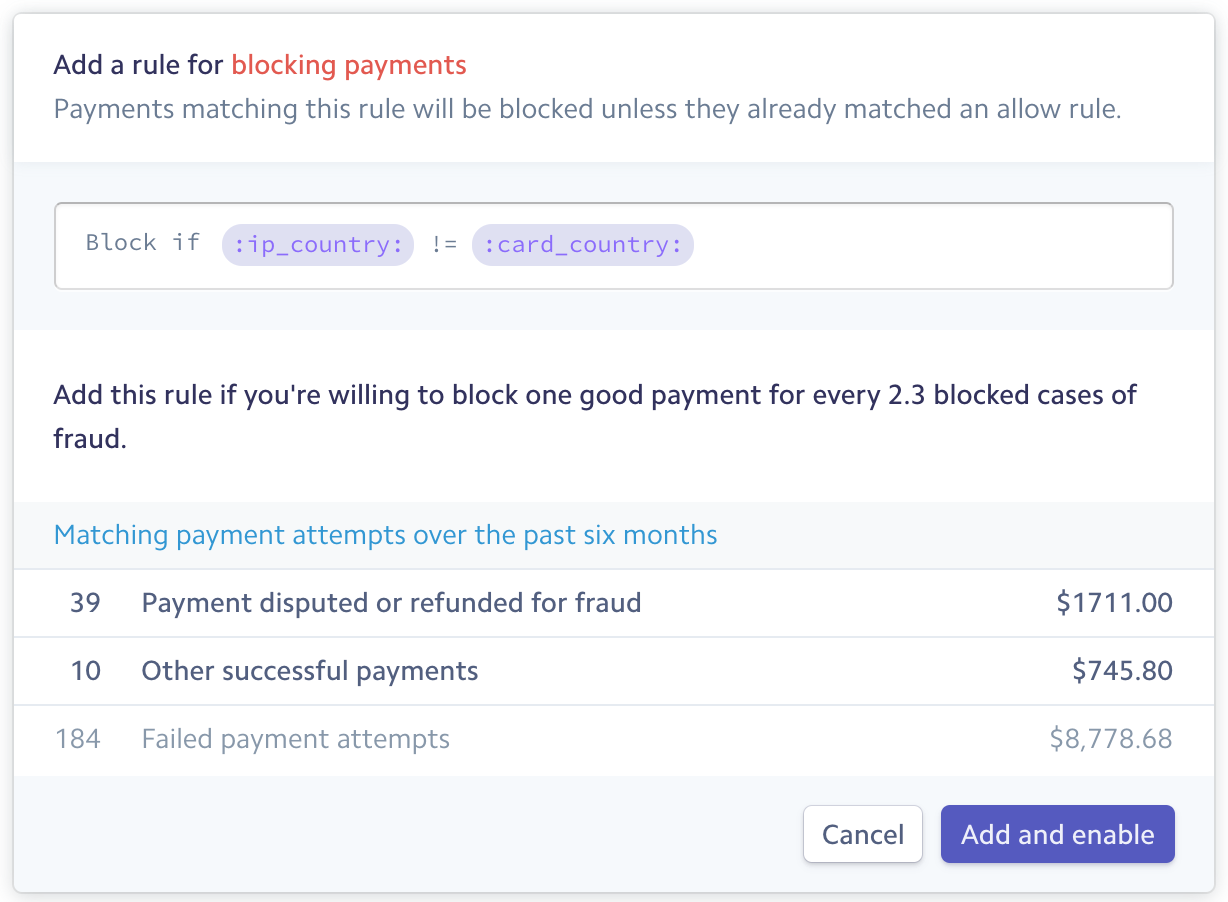 Add a rule for blocking payments
Payments matching this rule will be blocked unless they already matched an allow rule.
Block if :ip_country: != :card_country:
Add this rule if you're willing to block one good payment for every 2.3 blocked cases of
fraud.
Matching payment attempts over the past six months
39 Payment disputed or refunded for fraud $1711.00
10 Other successful payments $745.80
184 Failed payment attempts $8,778.68
Cancel Add and enable